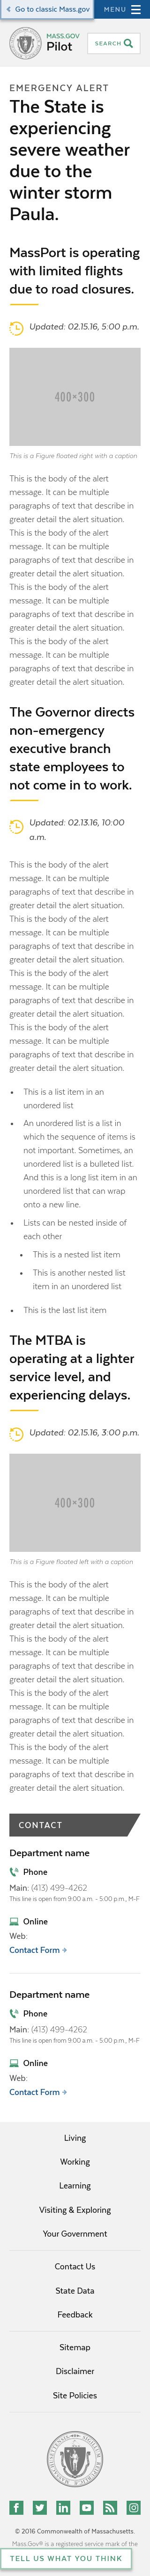 Go to classic Mass.gov
MENU
MASS.GOV
Pilot
SEARCH
EMERGENCY ALERT
The State is
experiencing
severe weather
due to the
winter storm
Paula.
MassPort is operating
with limited flights
due to road closures.
Updated: 02.15.16, 5:00 p.m.
400×300
This is a Figure floated right with a caption
This is the body of the alert
message. It can be multiple
paragraphs of text that describe in
greater detail the alert situation.
This is the body of the alert
message. It can be multiple
paragraphs of text that describe in
greater detail the alert situation.
This is the body of the alert
message. It can be multiple
paragraphs of text that describe in
greater detail the alert situation.
This is the body of the alert
message. It can be multiple
paragraphs of text that describe in
greater detail the alert situation.
The Governor directs
non-emergency
executive branch
state employees to
not come in to work.
Updated: 02.13.16, 10:00
a.m.
This is the body of the alert
message. It can be multiple
paragraphs of text that describe in
greater detail the alert situation.
This is the body of the alert
message. It can be multiple
paragraphs of text that describe in
greater detail the alert situation.
This is the body of the alert
message. It can be multiple
paragraphs of text that describe in
greater detail the alert situation.
This is the body of the alert
message. It can be multiple
paragraphs of text that describe in
greater detail the alert situation.
• This is a list item in an
unordered list
• An unordered list is a list in
which the sequence of items is
not important. Sometimes, an
unordered list is a bulleted list.
And this is a long list item in an
unordered list that can wrap
onto a new line.
• Lists can be nested inside of
each other
• This is a nested list item
• This is another nested list
item in an unordered list
• This is the last list item
The MTBA is
operating at a lighter
service level, and
experiencing delays.
Updated: 02.15.16, 3:00 p.m.
400×300
This is a Figure floated left with a caption
This is the body of the alert
message. It can be multiple
paragraphs of text that describe in
greater detail the alert situation.
This is the body of the alert
message. It can be multiple
paragraphs of text that describe in
greater detail the alert situation.
This is the body of the alert
message. It can be multiple
paragraphs of text that describe in
greater detail the alert situation.
This is the body of the alert
message. It can be multiple
paragraphs of text that describe in
greater detail the alert situation.
CONTACT
Department name
Phone
Main: (413) 499-4262
This line is open from 9:00 a.m. - 5:00 p.m., M-F
Online
Web:
Contact Form
Department name
Phone
Main: (413) 499-4262
This line is open from 9:00 a.m. - 5:00 p.m., M-F
Online
Web:
Contact Form
Living
Working
Learning
Visiting & Exploring
Your Government
Contact Us
State Data
Feedback
Sitemap
Disclaimer
Site Policies
© 2016 Commonwealth of Massachusetts.
Mass.Gov® is a registered service mark of the
TELL US WHAT YOU THINK